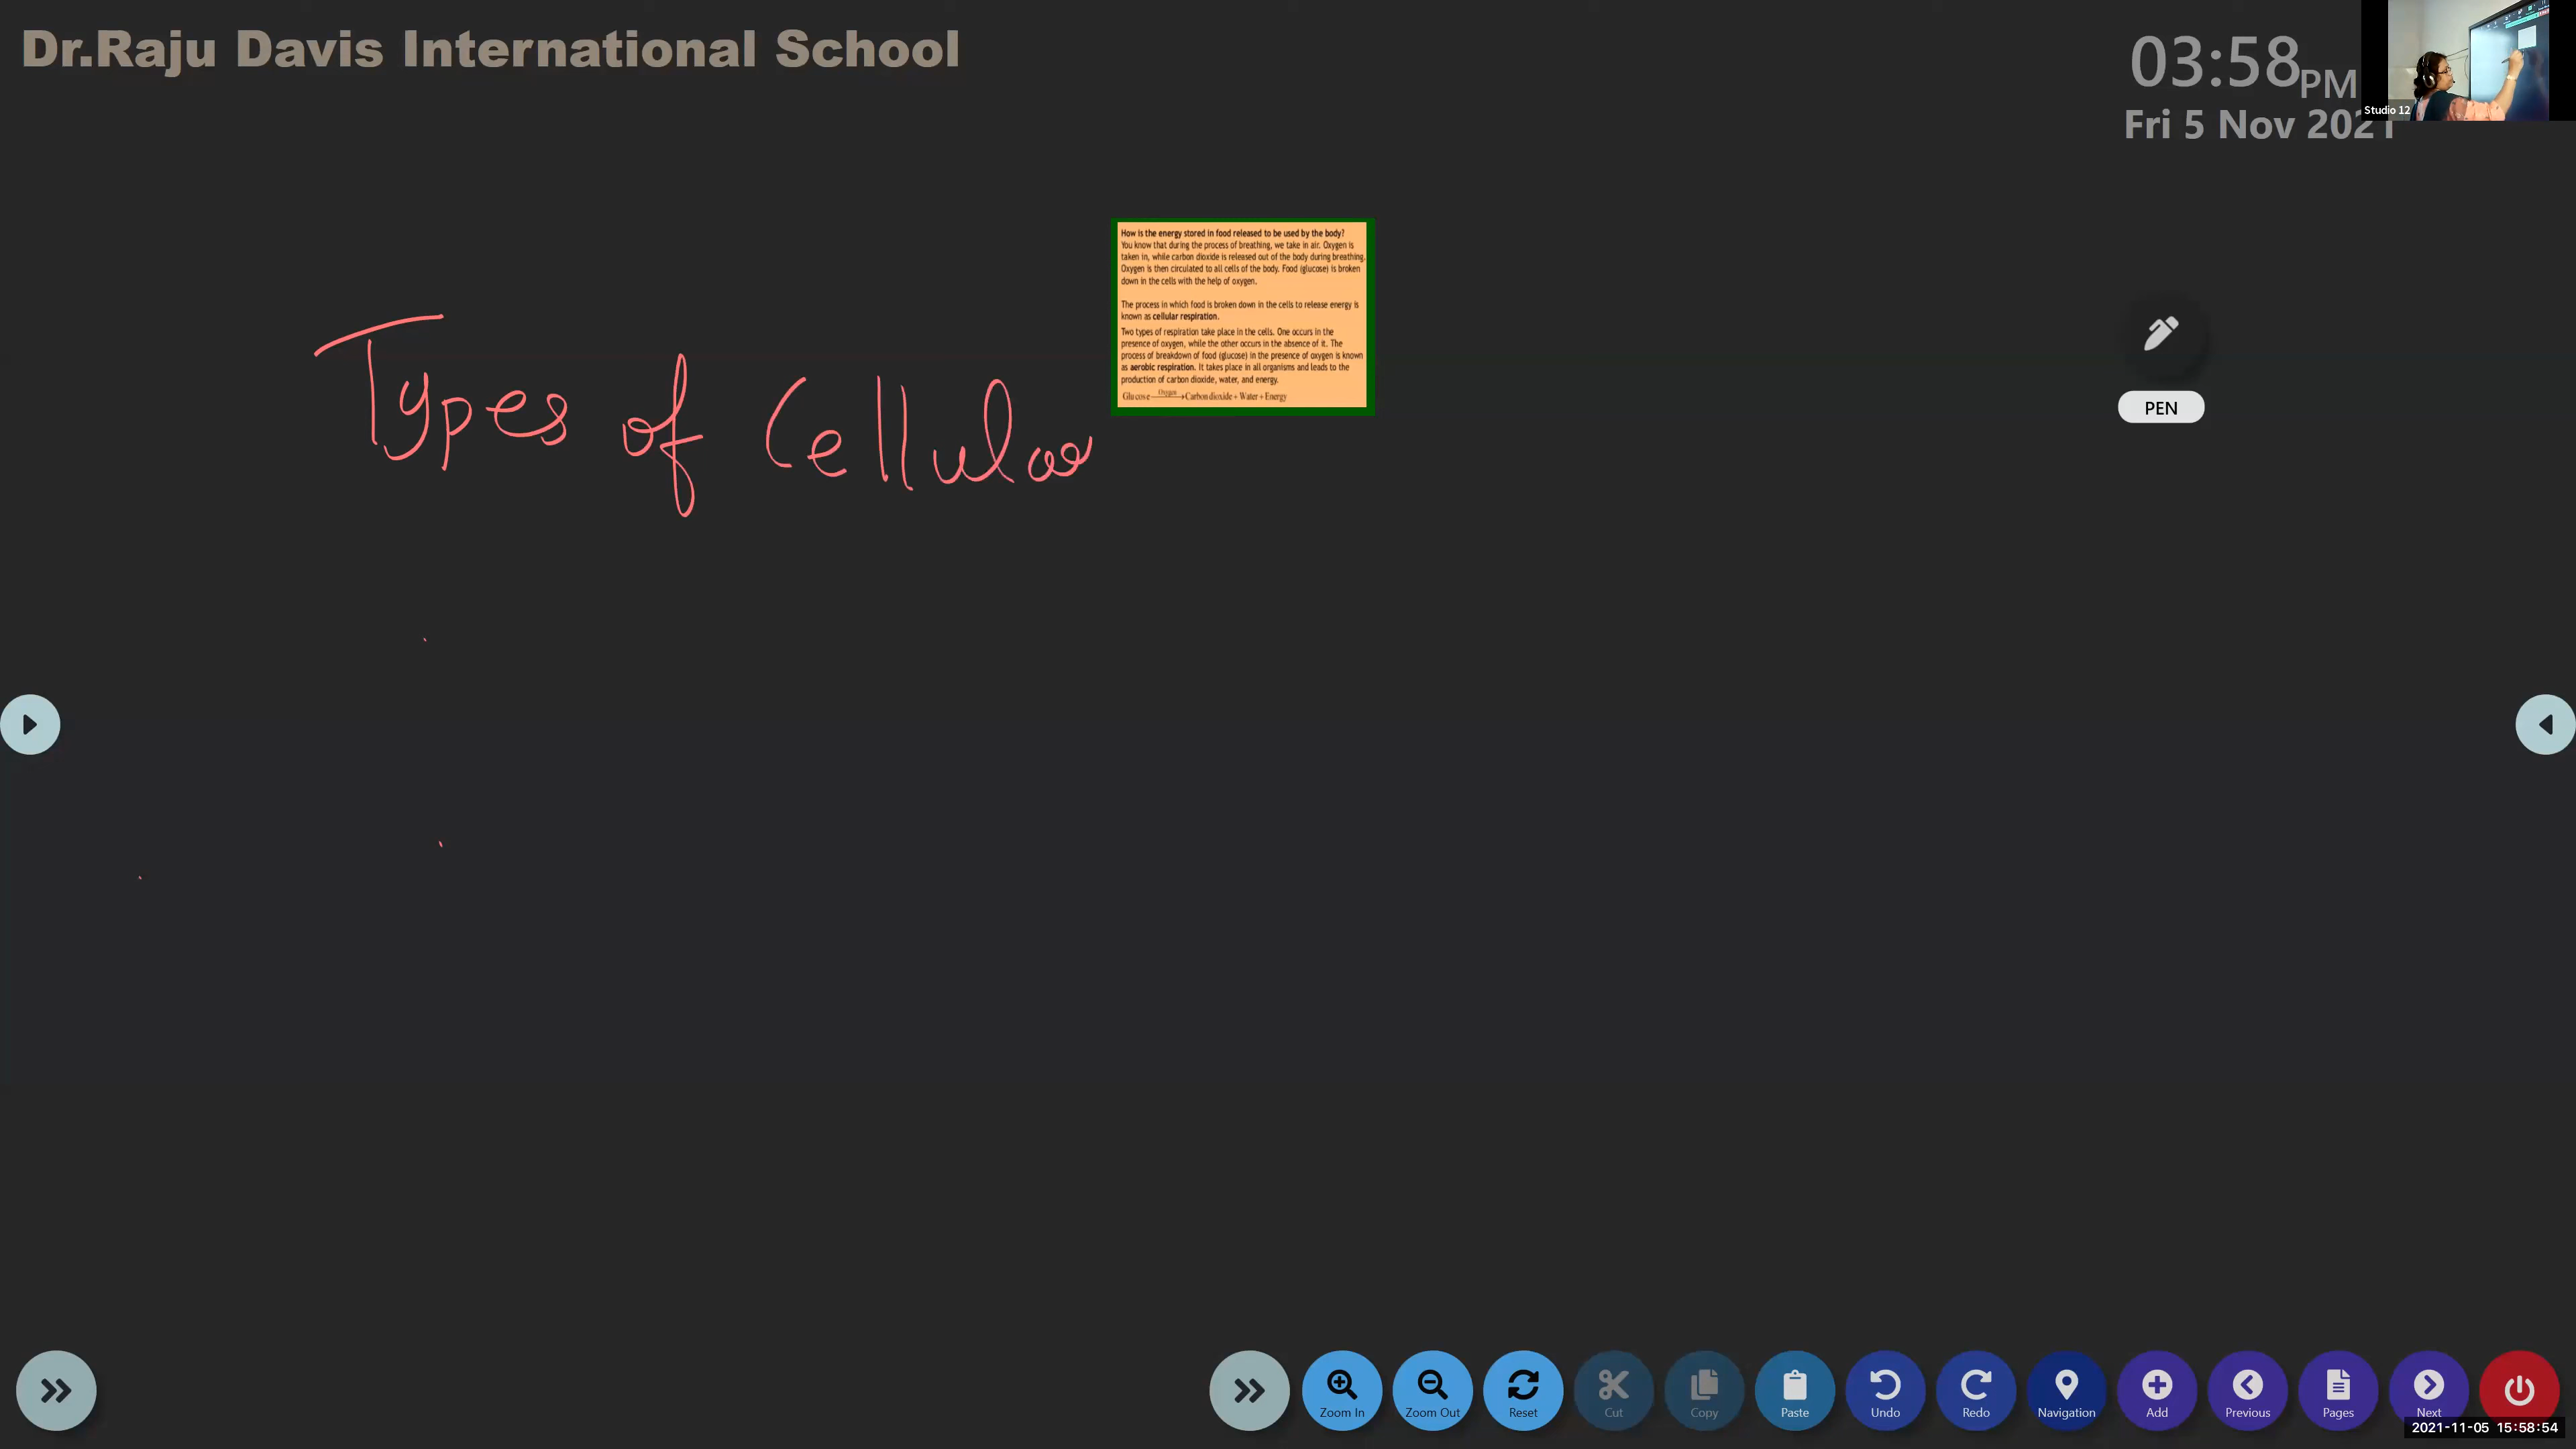 Dr.Raju Davis International School
03:58 PM
Fri 5 Nov 2021
Studio 12
How is the energy stored in food released to be used by the body?
You know that during the process of breathing, we take in air. Oxygen is
taken in, while carbon dioxide is released out of the body during breathing.
Oxygen is then circulated to all cells of the body. Food (glucose) is broken
down in the cells with the help of oxygen.
The process in which food is broken down in the cells to release energy is
known as cellular respiration.
Two types of respiration take place in the cells. One occurs in the
presence of oxygen, while the other occurs in the absence of it. The
process of breakdown of food (glucose) in the presence of oxygen is known
as aerobic respiration. It takes place in all organisms and leads to the
production of carbon dioxide, water, and energy.
Oxygen
Glucose → Carbon dioxide + Water + Energy
Types of Cellular
PEN
Zoom In Zoom Out Reset Cut Copy Paste Undo Redo Navigation Add Previous Pages Next
2021-11-05 15:58:54